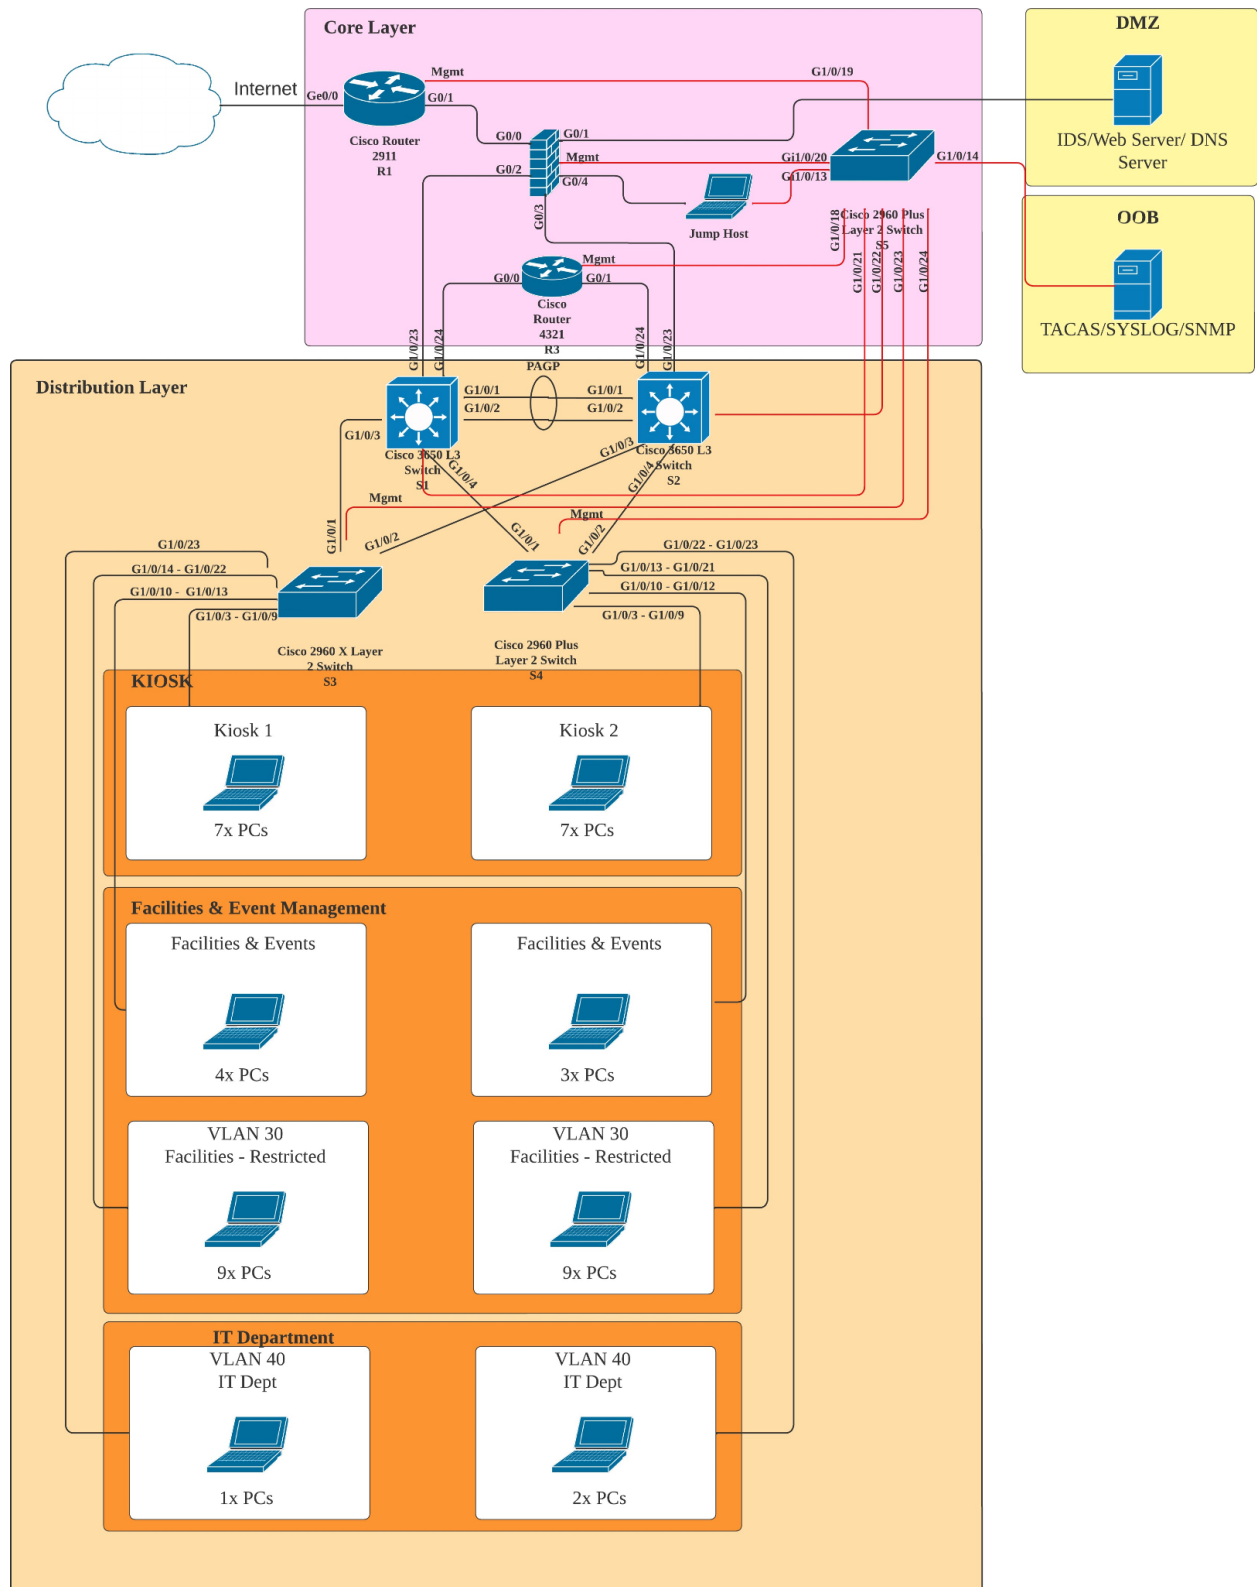 Core Layer
DMZ
Mgmt
G1/0/19
Internet
Ge0/0
G0/1
Cisco Router
2911
R1
G0/0
G0/1
IDS/Web Server/ DNS
Server
Mgmt
Gi1/0/20
G1/0/14
G0/2
G0/4
Gi1/0/13
G0/3
Jump Host
Cisco 2960 Plus
Layer 2 Switch
S5
G1/0/18
G1/0/21
G1/0/22
G1/0/23
G1/0/24
OOB
TACAS/SYSLOG/SNMP
Mgmt
G0/0
G0/1
Cisco
Router
4321
R3
G1/0/23
G1/0/24
G1/0/24
G1/0/23
PAGP
Distribution Layer
G1/0/1
G1/0/1
G1/0/2
G1/0/2
G1/0/3
Cisco 3650 L3
Switch
S1
G1/0/4
G1/0/3
Cisco 3650 L3
Switch
S2
G1/0/4
Mgmt
Mgmt
G1/0/1
G1/0/2
G1/0/1
G1/0/2
G1/0/23
G1/0/14 - G1/0/22
G1/0/10 - G1/0/13
G1/0/3 - G1/0/9
G1/0/22 - G1/0/23
G1/0/13 - G1/0/21
G1/0/10 - G1/0/12
G1/0/3 - G1/0/9
Cisco 2960 X Layer
2 Switch
S3
Cisco 2960 Plus
Layer 2 Switch
S4
KIOSK
Kiosk 1
7x PCs
Kiosk 2
7x PCs
Facilities & Event Management
Facilities & Events
4x PCs
Facilities & Events
3x PCs
VLAN 30
Facilities - Restricted
9x PCs
VLAN 30
Facilities - Restricted
9x PCs
IT Department
VLAN 40
IT Dept
1x PCs
VLAN 40
IT Dept
2x PCs